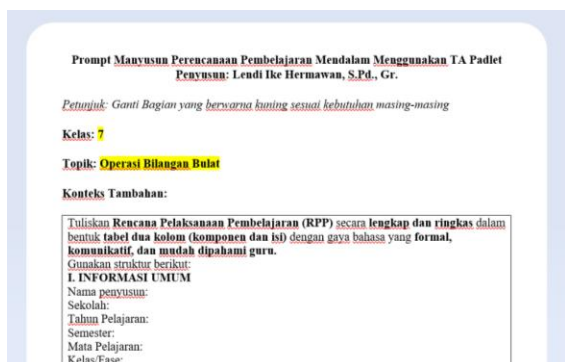 Prompt Manyusun Perencanaan Pembelajaran Mendalam Menggunakan TA Padlet
Penyusun: Lendi Ike Hermawan, S.Pd., Gr.
Petunjuk: Ganti Bagian yang berwarna kuning sesuai kebutuhan masing-masing
Kelas: 7
Topik: Operasi Bilangan Bulat
Konteks Tambahan:
Tuliskan Rencana Pelaksanaan Pembelajaran (RPP) secara lengkap dan ringkas dalam
bentuk tabel dua kolom (komponen dan isi) dengan gaya bahasa yang formal,
komunikatif, dan mudah dipahami guru.
Gunakan struktur berikut:
I. INFORMASI UMUM
Nama penyusun:
Sekolah:
Tahun Pelajaran:
Semester:
Mata Pelajaran:
Kelas/Fase: